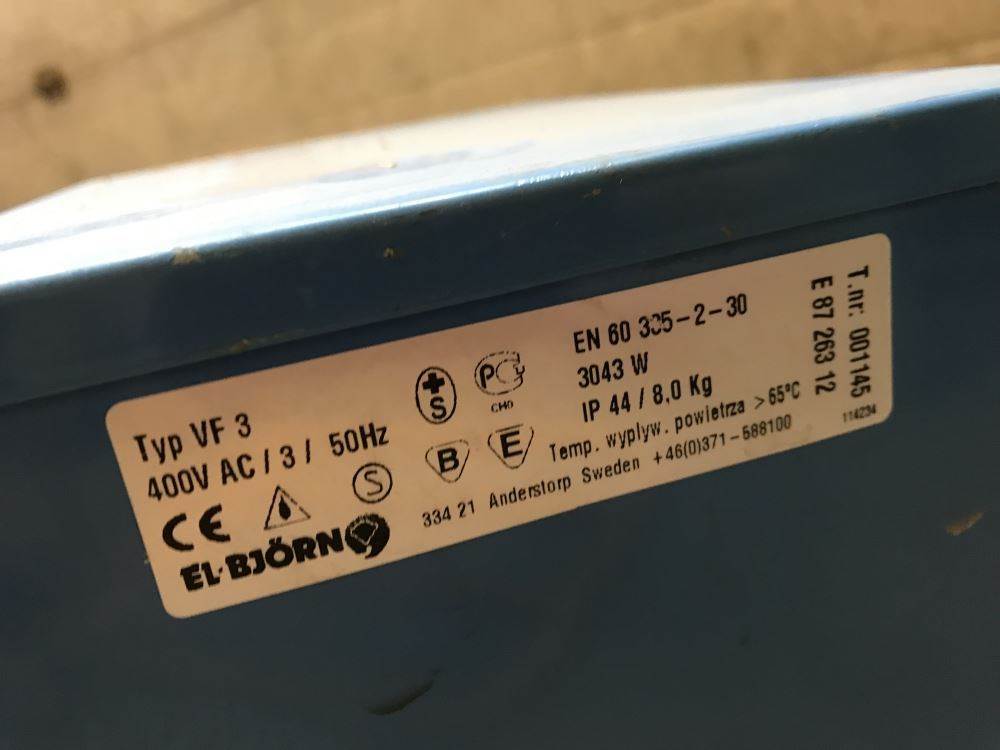 Typ VF 3
400V AC / 3 / 50Hz
CE
S
EL·BJÖRN
+S
PC
B
E
EN 60 335-2-30
3043 W
IP 44 / 8,0 Kg
Temp. wyplyw. powietrza >65°C
334 21 Anderstorp Sweden +46(0)371-588100
T.nr: 001145
E 87 263 12
114234